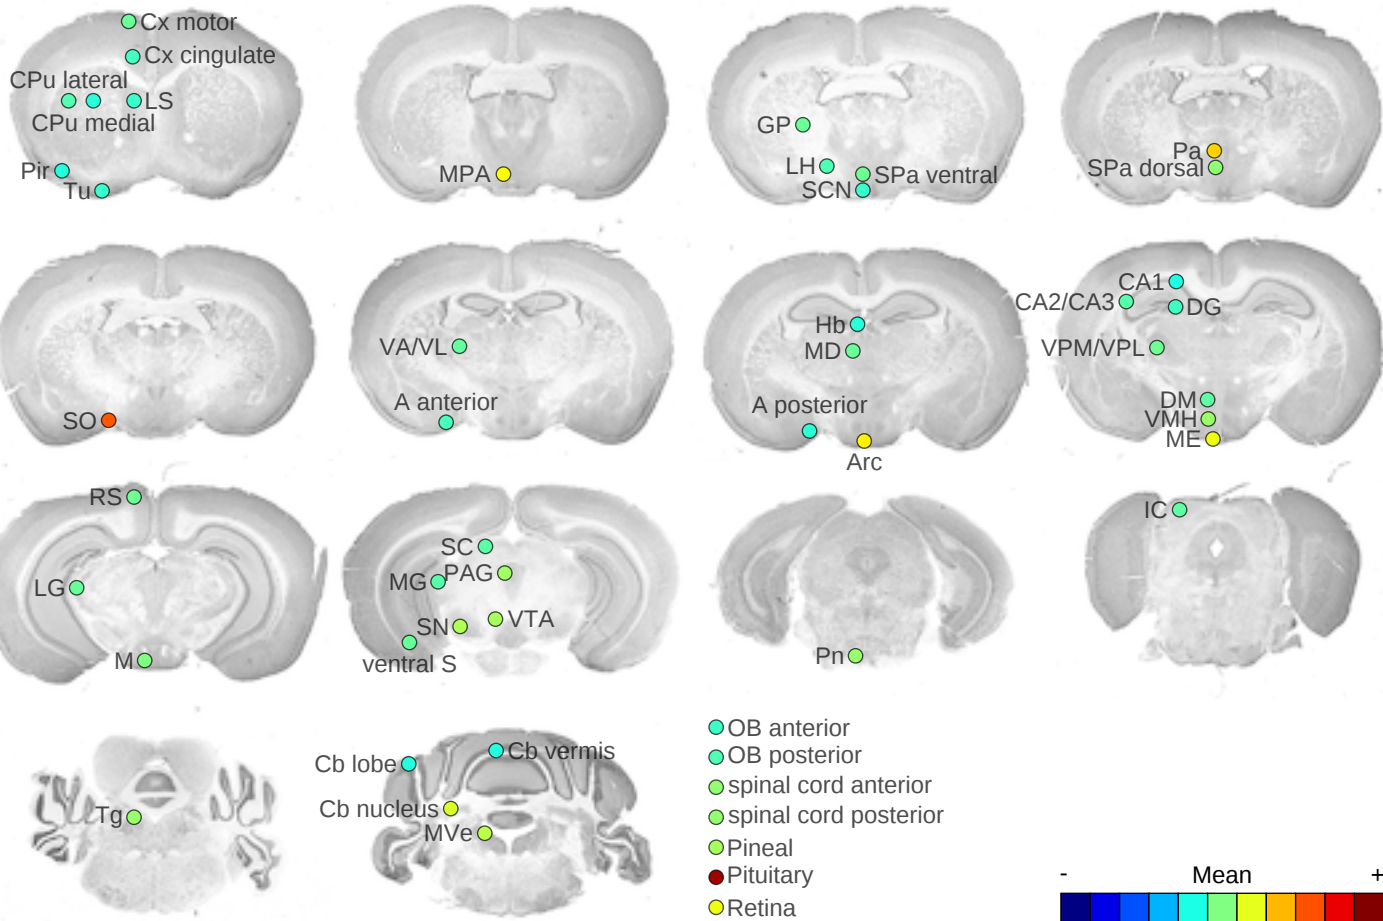 Cx motor
Cx cingulate
CPu lateral
LS
CPu medial
Pir
Tu
MPA
GP
LH
SPa ventral
SCN
Pa
SPa dorsal
SO
VA/VL
A anterior
Hb
MD
A posterior
Arc
CA1
CA2/CA3
DG
VPM/VPL
DM
VMH
ME
RS
LG
M
SC
MG
PAG
SN
VTA
ventral S
Pn
IC
Tg
Cb lobe
Cb vermis
Cb nucleus
MVe
OB anterior
OB posterior
spinal cord anterior
spinal cord posterior
Pineal
Pituitary
Retina
- Mean +